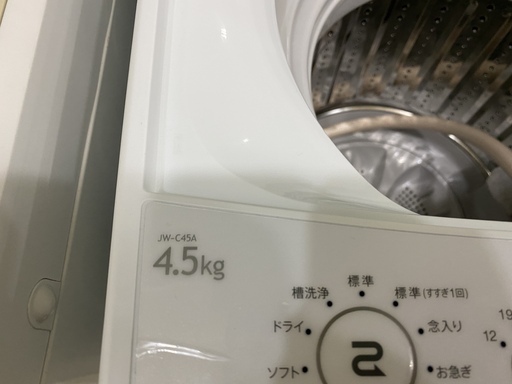 JW-C45A
4.5kg
標準
槽洗浄
標準(すすぎ1回)
ドライ
念入り
ソフト
お急ぎ
19
12